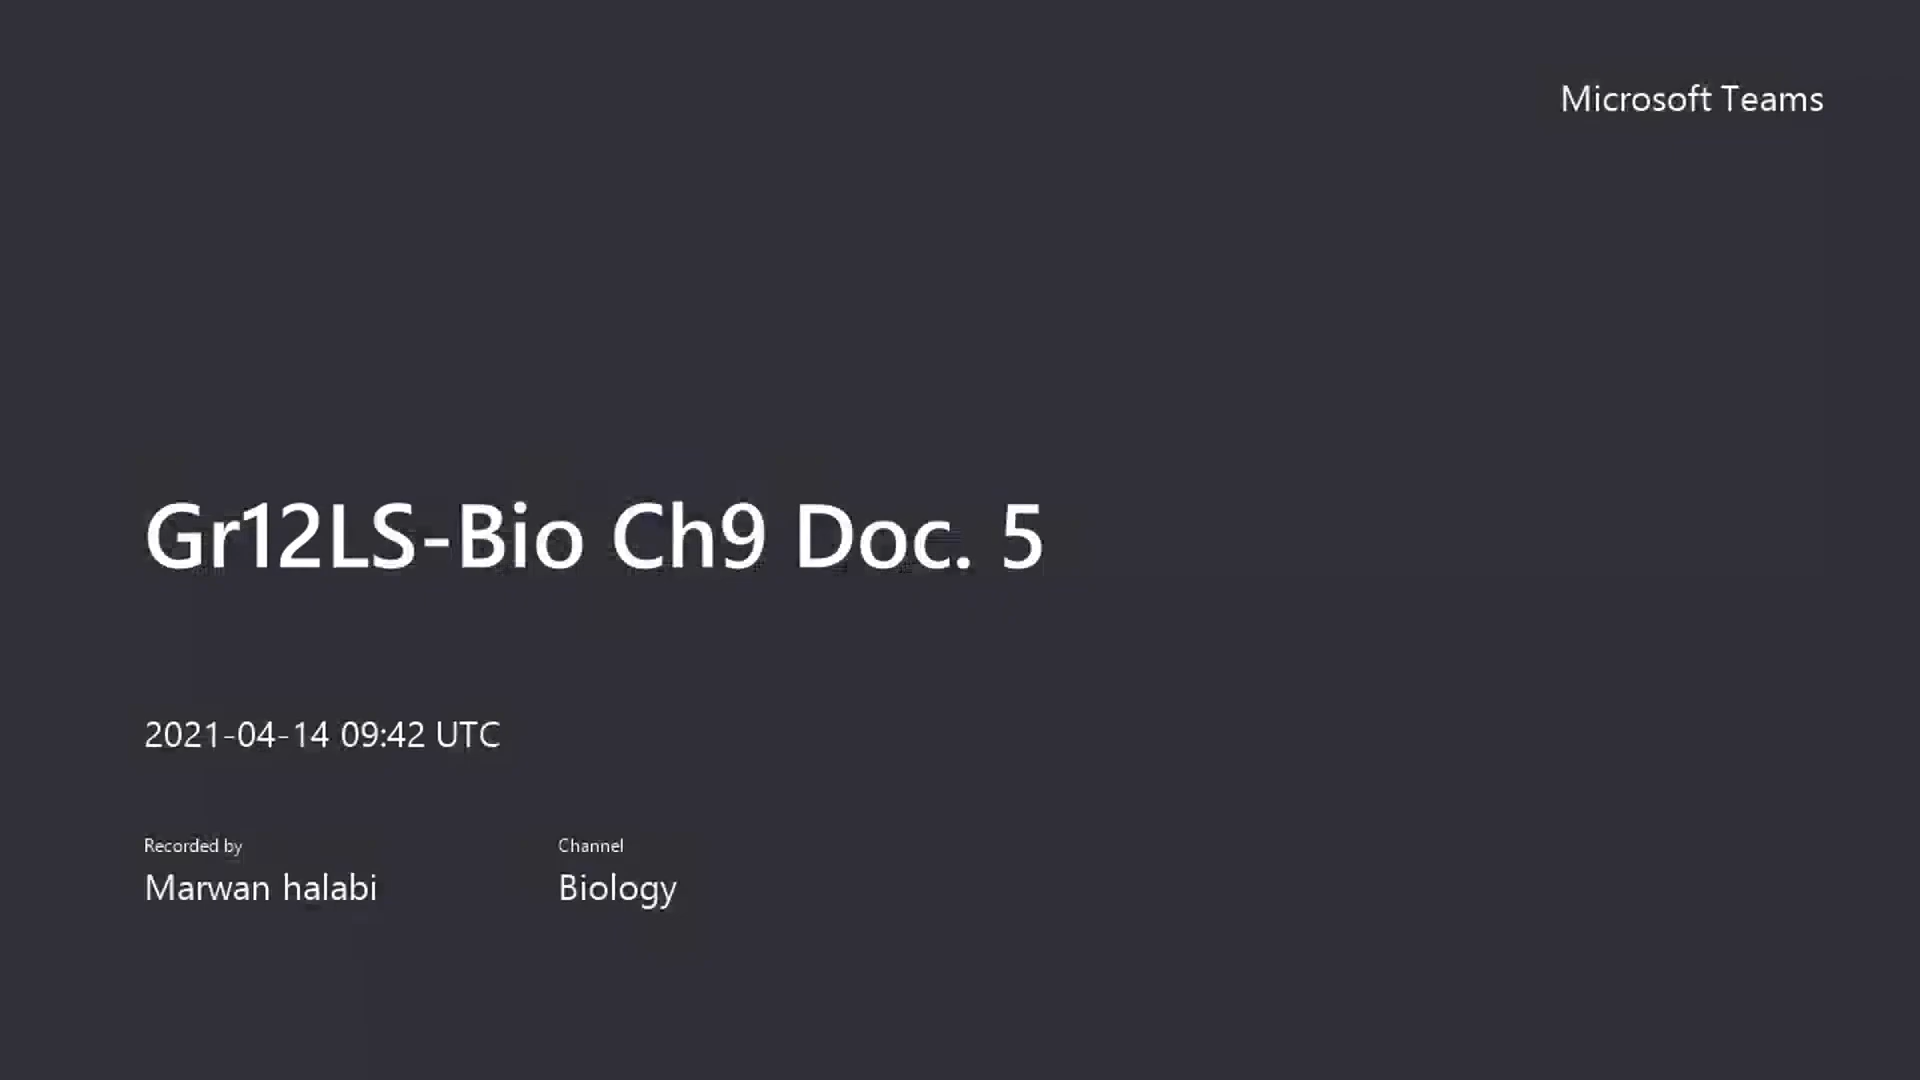 Microsoft Teams
Gr12LS-Bio Ch9 Doc. 5
2021-04-14 09:42 UTC
Recorded by
Marwan halabi
Channel
Biology